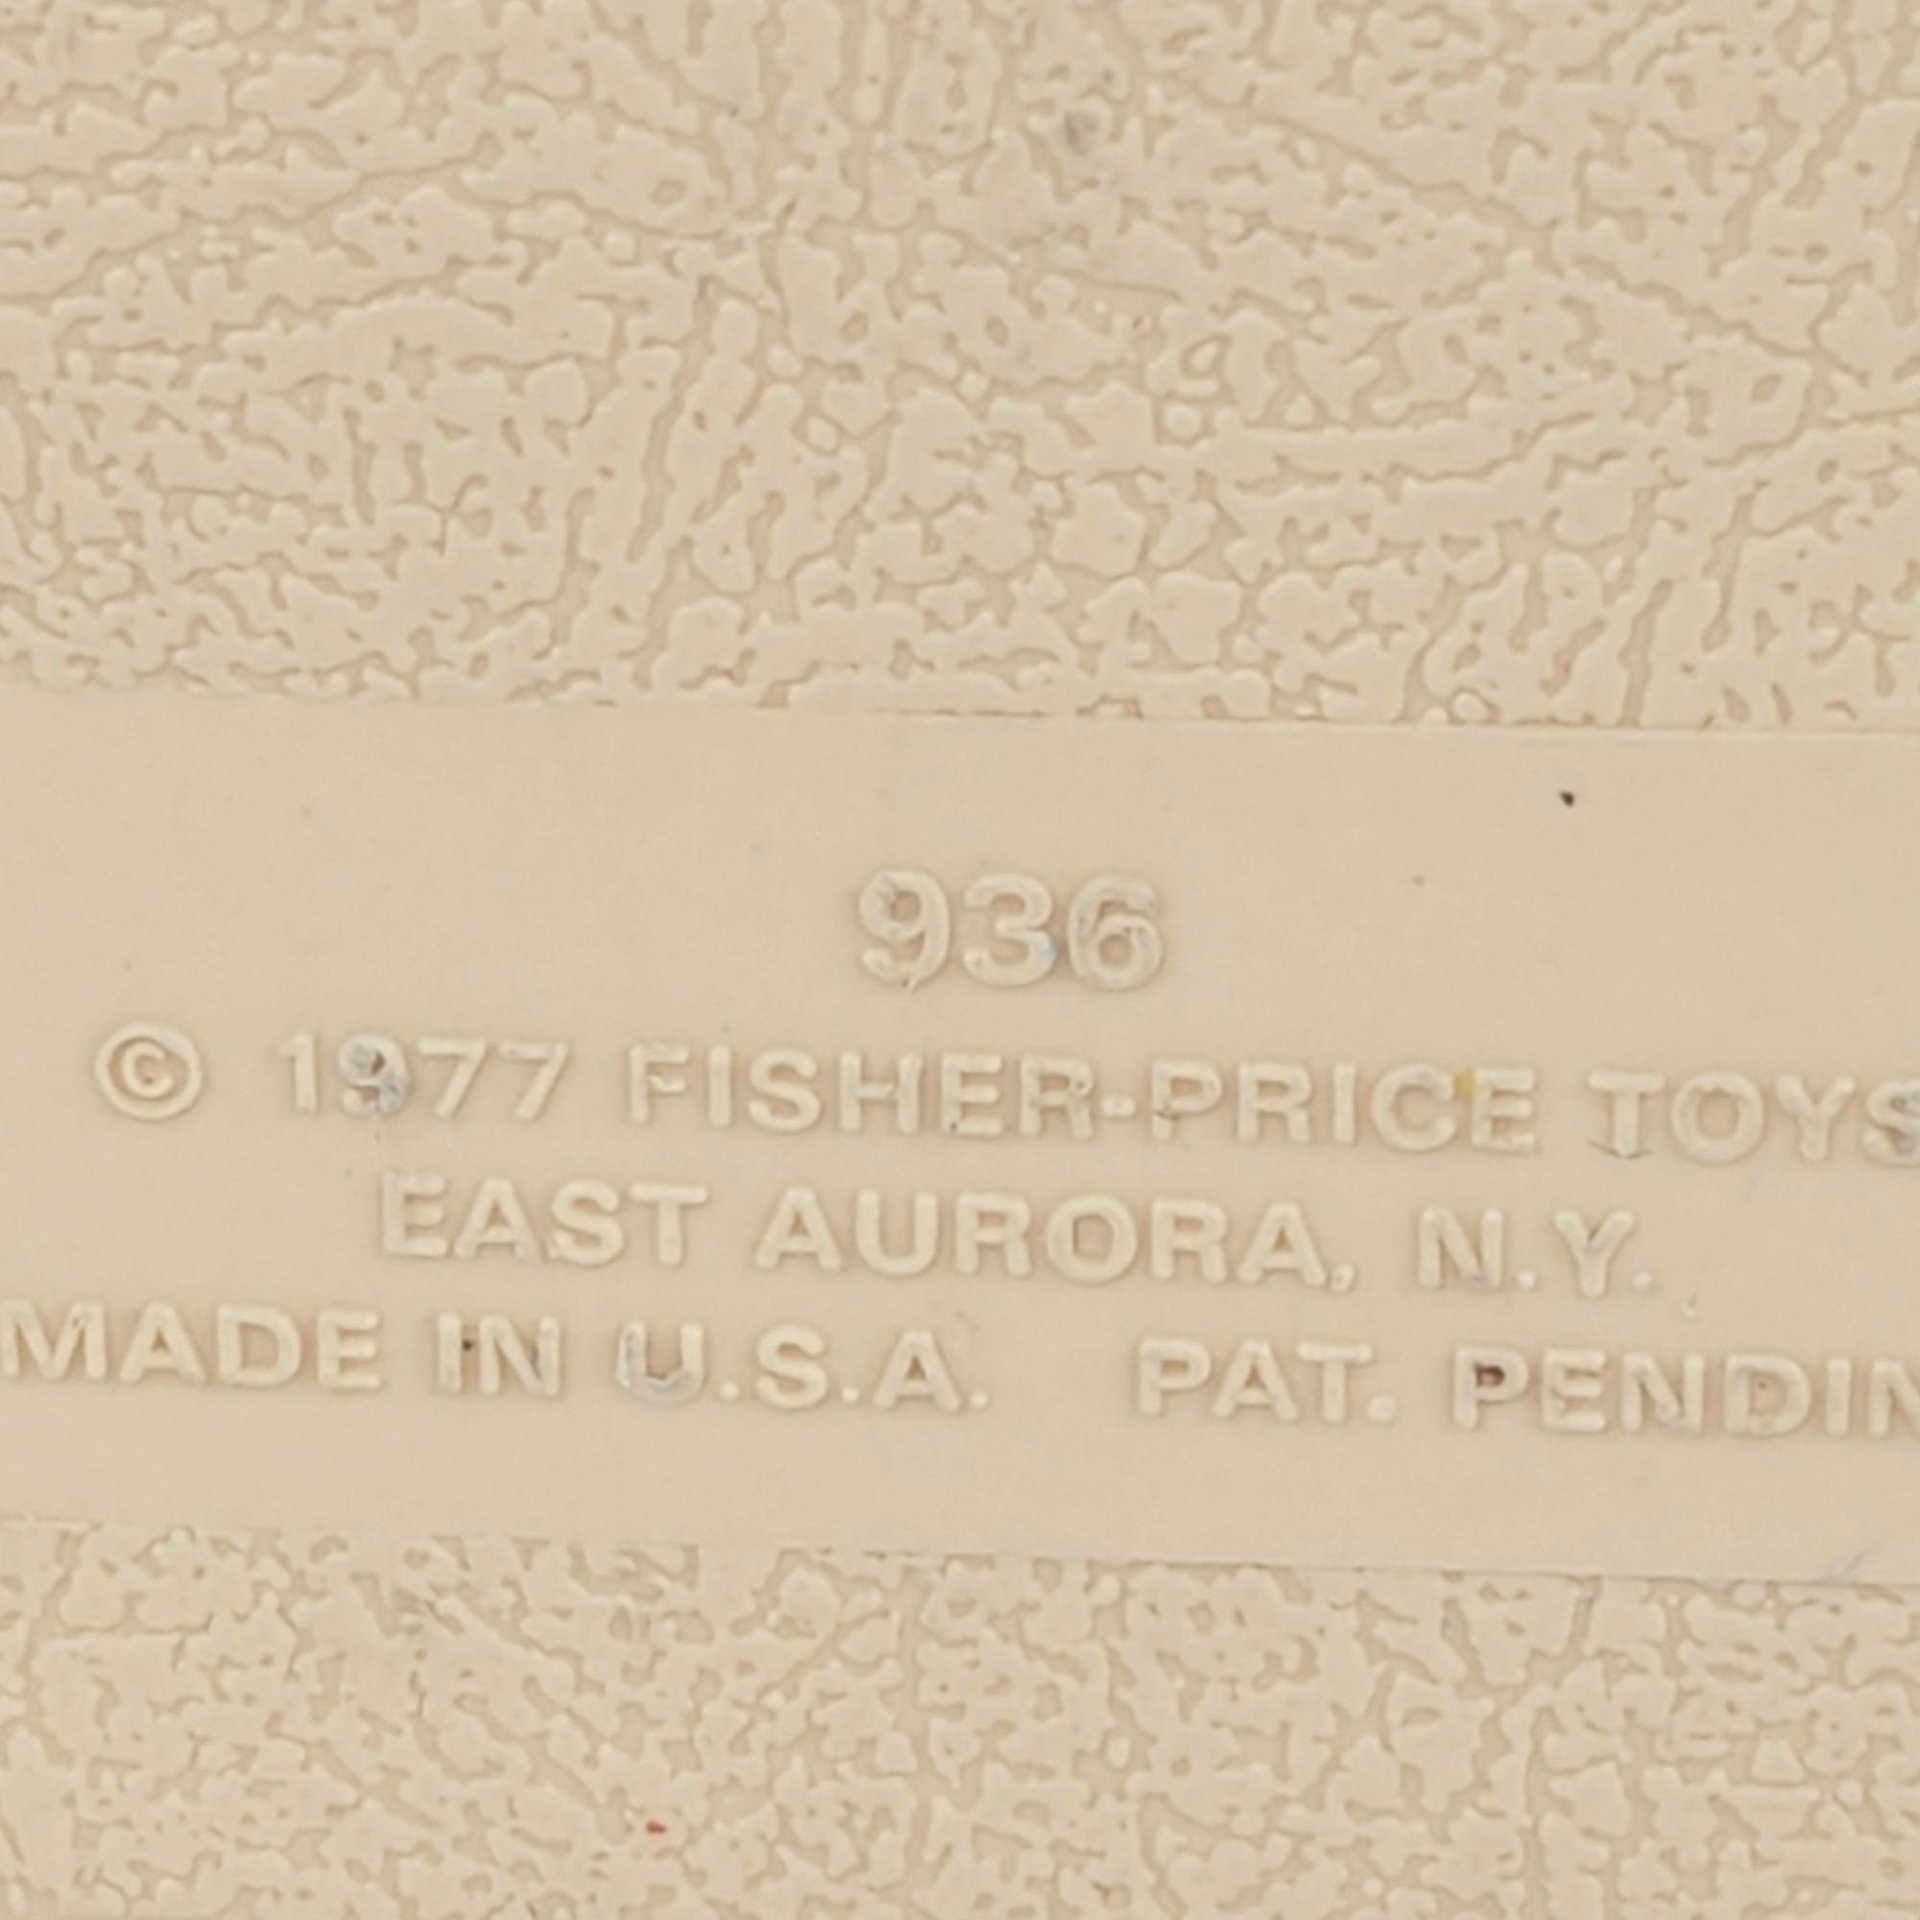 936
© 1977 FISHER-PRICE TOYS
EAST AURORA, N.Y.
MADE IN U.S.A. PAT. PENDIN